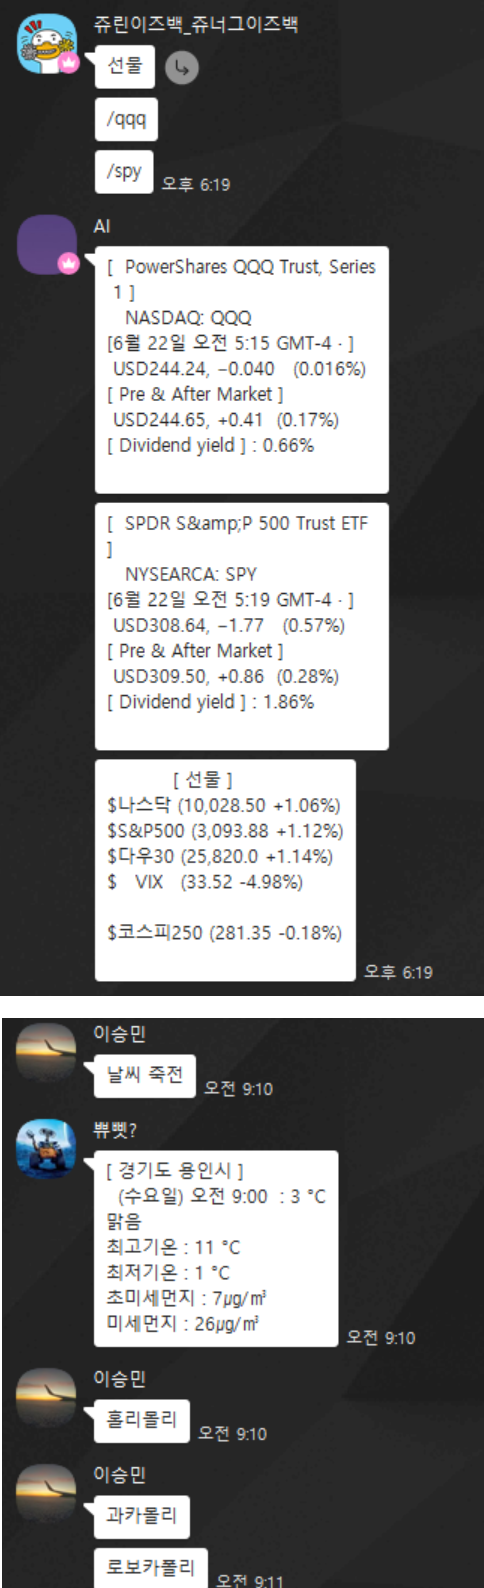 쥬린이즈백_쥬너그이즈백
선물
/qqq
/spy
오후 6:19
AI
[ PowerShares QQQ Trust, Series
1 ]
NASDAQ: QQQ
[6월 22일 오전 5:15 GMT-4 · ]
USD244.24, −0.040 (0.016%)
[ Pre & After Market ]
USD244.65, +0.41 (0.17%)
[ Dividend yield ] : 0.66%
[ SPDR S&amp;P 500 Trust ETF
]
NYSEARCA: SPY
[6월 22일 오전 5:19 GMT-4 · ]
USD308.64, −1.77 (0.57%)
[ Pre & After Market ]
USD309.50, +0.86 (0.28%)
[ Dividend yield ] : 1.86%
[ 선물 ]
$나스닥 (10,028.50 +1.06%)
$S&P500 (3,093.88 +1.12%)
$다우30 (25,820.0 +1.14%)
$ VIX (33.52 -4.98%)
$코스피250 (281.35 -0.18%)
오후 6:19
이승민
날씨 죽전
오전 9:10
쀼삣?
[ 경기도 용인시 ]
(수요일) 오전 9:00 : 3 °C
맑음
최고기온 : 11 °C
최저기온 : 1 °C
초미세먼지 : 7㎍/㎥
미세먼지 : 26㎍/㎥
오전 9:10
이승민
홀리몰리
오전 9:10
이승민
과카몰리
로보카폴리
오전 9:11